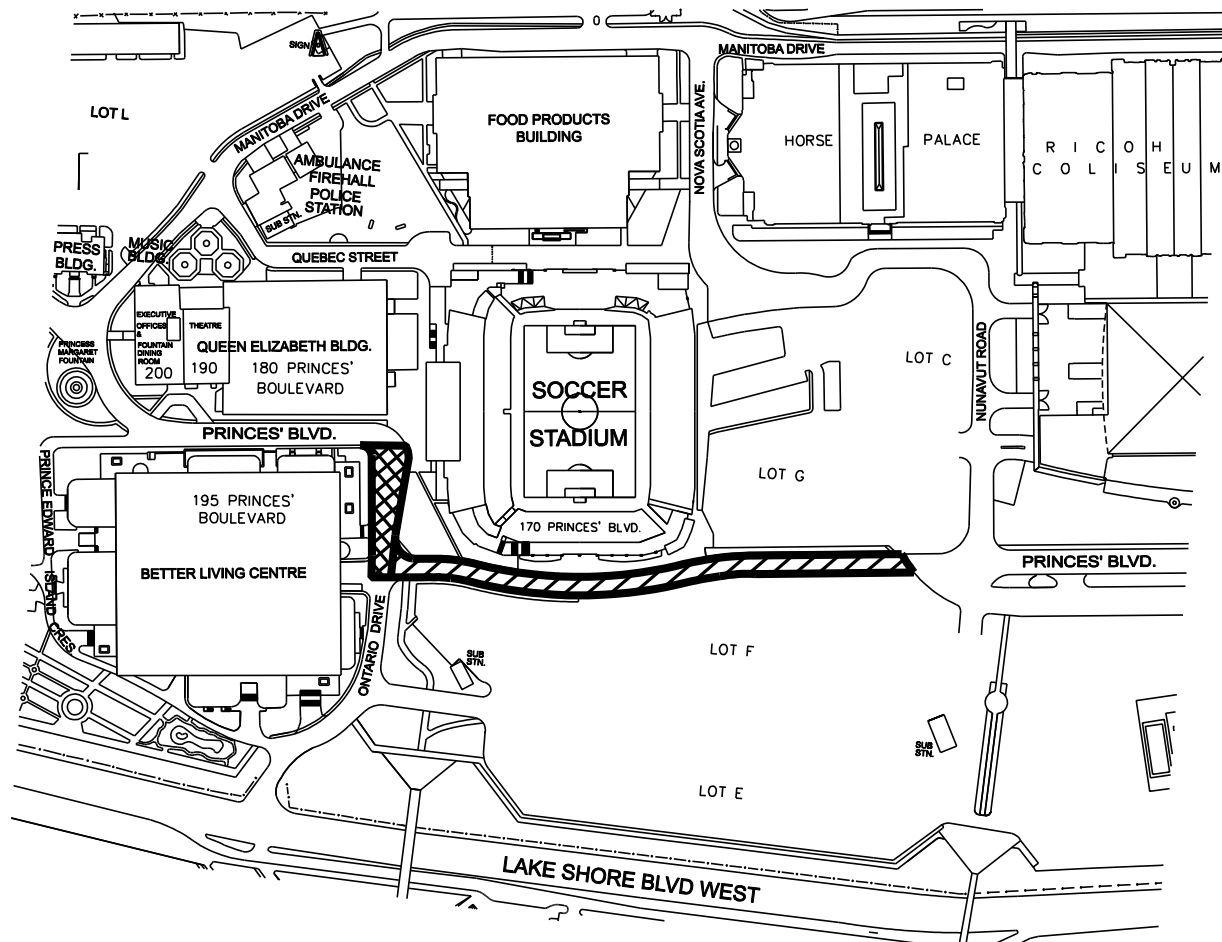 SIGN
MANITOBA DRIVE
LOT L
MANITOBA DRIVE
FOOD PRODUCTS
BUILDING
NOVA SCOTIA AVE.
HORSE
PALACE
RICOH
COLISEUM
AMBULANCE
FIREHALL
POLICE
STATION
SUB STN.
PRESS
BLDG.
MUSIC
BLDG.
QUEBEC STREET
EXECUTIVE
OFFICES
&
FOUNTAIN
DINING
ROOM
200
THEATRE
190
QUEEN ELIZABETH BLDG.
180 PRINCES'
BOULEVARD
PRINCESS
MARGARET
FOUNTAIN
SOCCER
STADIUM
170 PRINCES' BLVD.
LOT C
NUNAVUT ROAD
PRINCES' BLVD.
LOT G
PRINCE EDWARD
ISLAND
CRES
195 PRINCES'
BOULEVARD
BETTER LIVING CENTRE
ONTARIO DRIVE
PRINCES' BLVD.
LOT F
SUB
STN.
SUB
STN.
LOT E
LAKE SHORE BLVD WEST